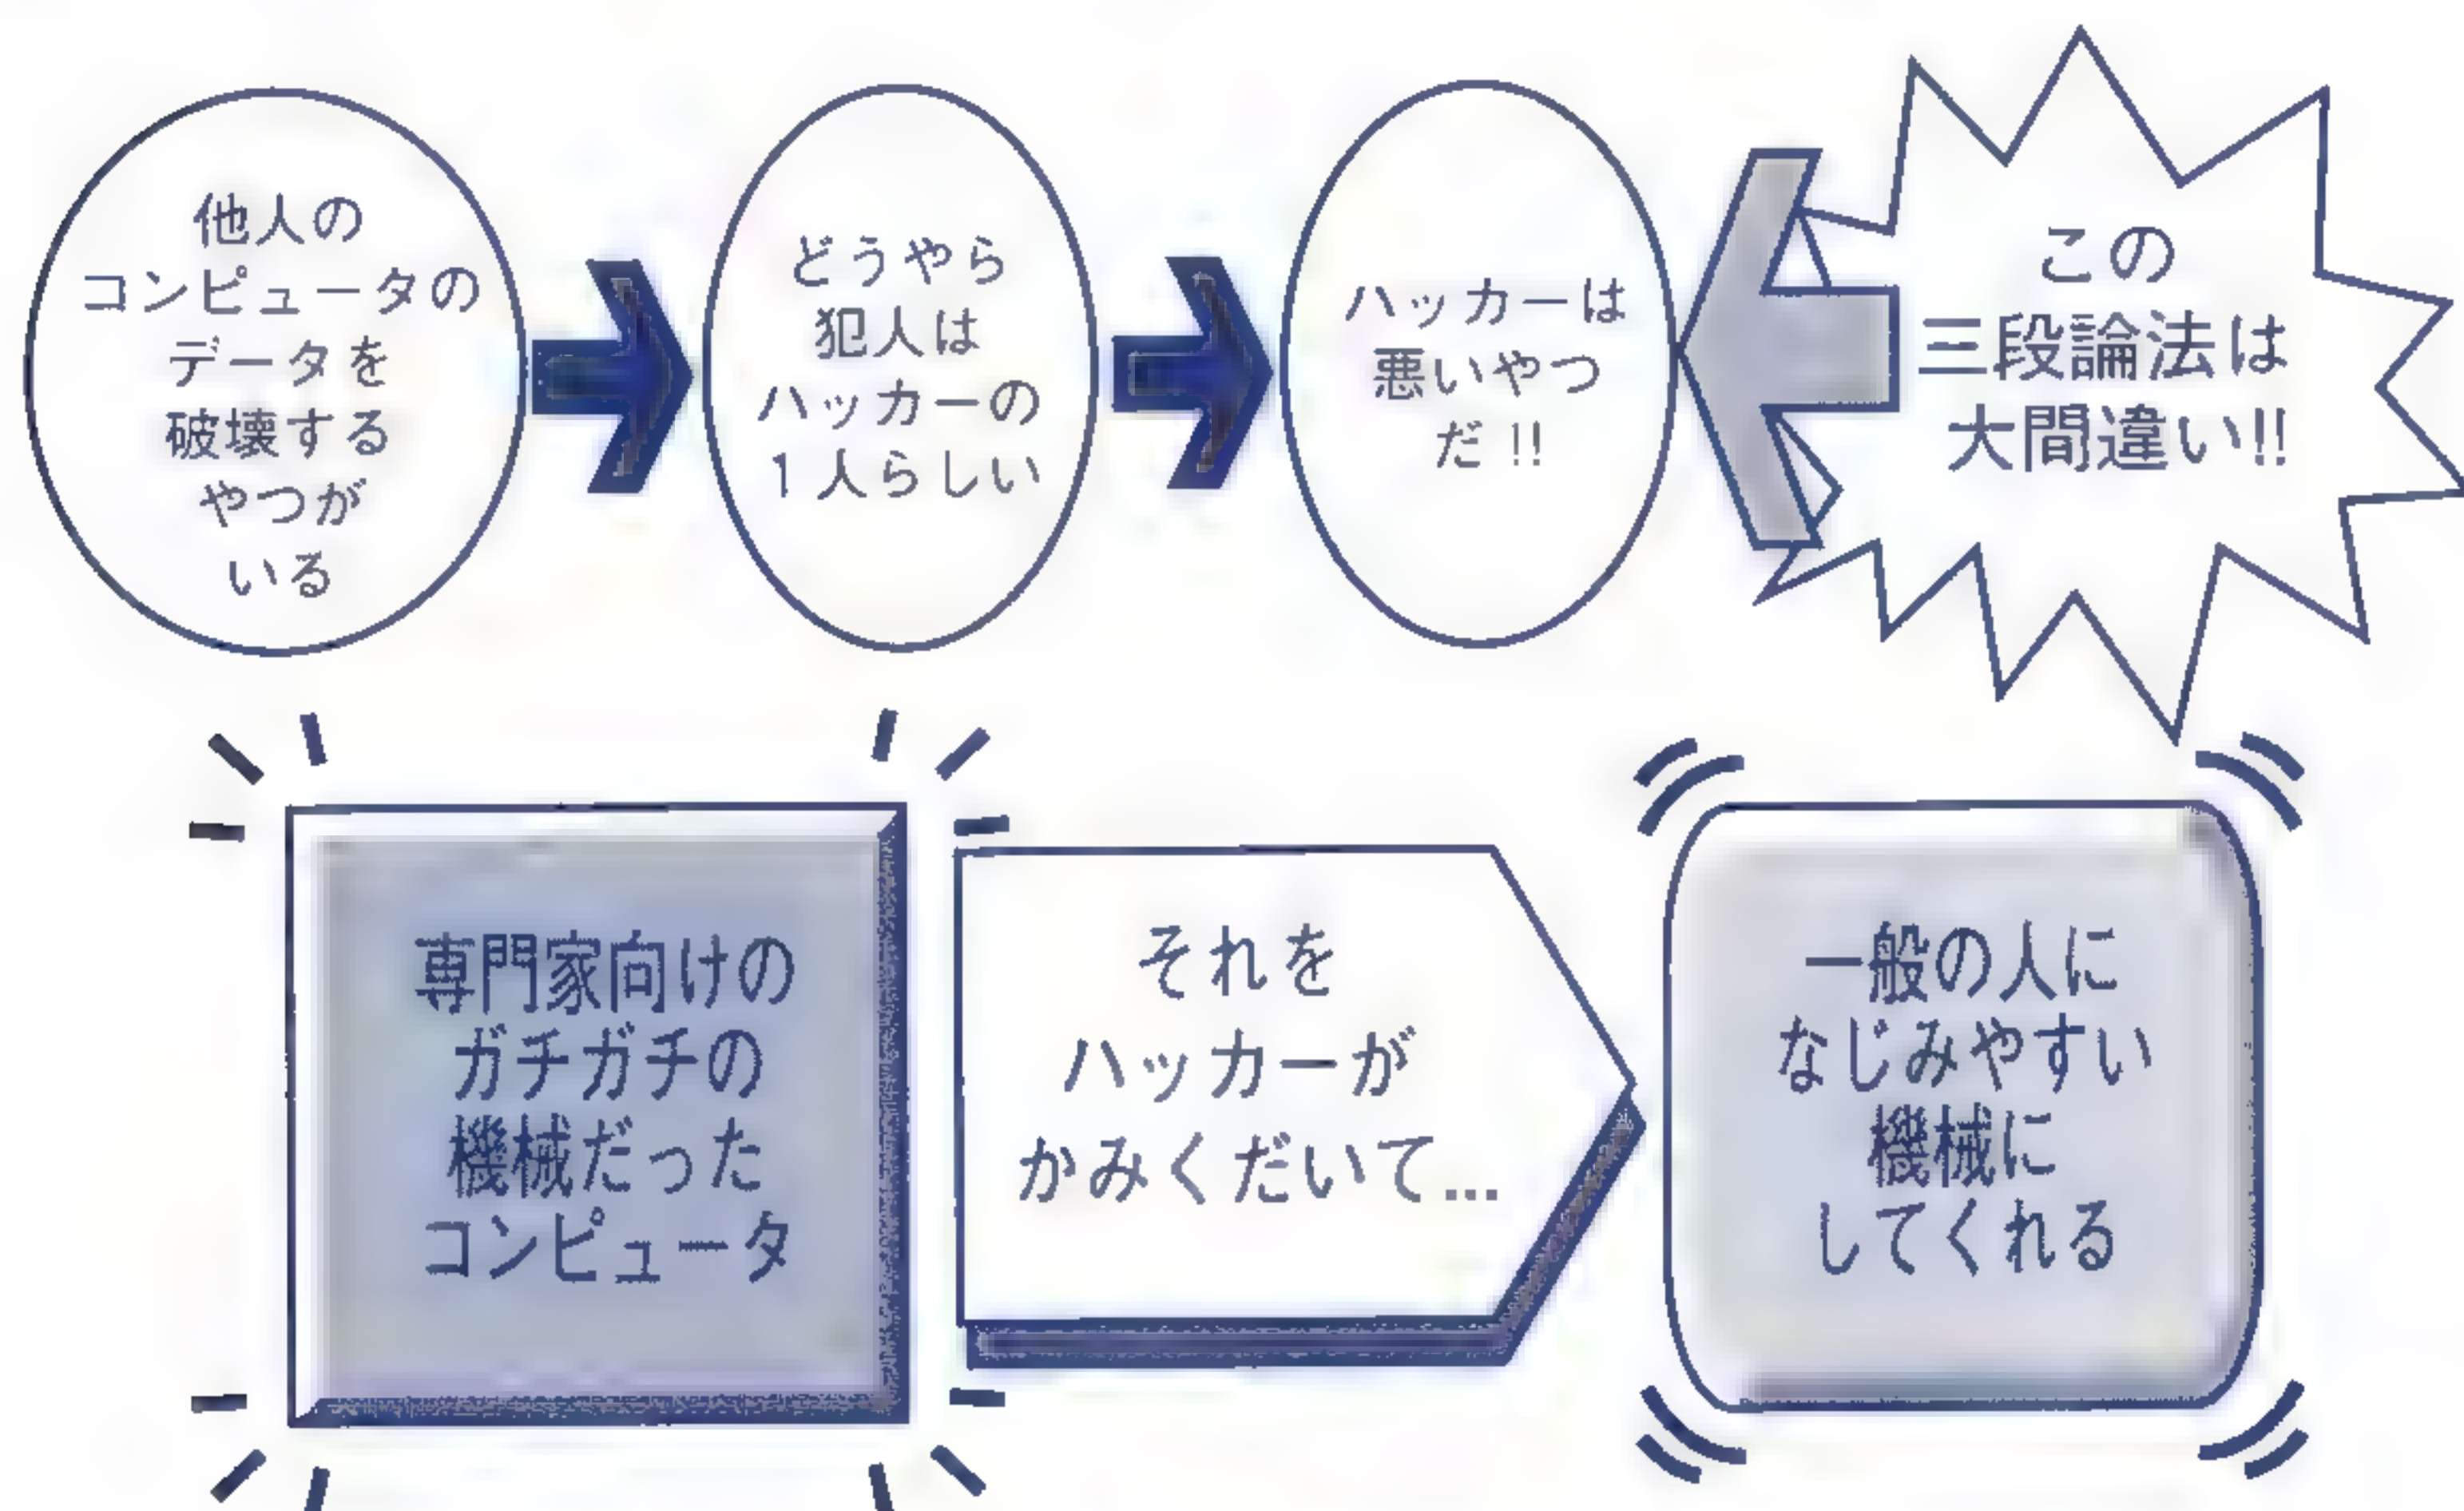 他人の
コンピュータの
データを
破壊する
やつが
いる
どうやら
犯人は
ハッカーの
1人らしい
ハッカーは
悪いやつ
だ!!
この
三段論法は
大間違い!!
専門家向けの
ガチガチの
機械だった
コンピュータ
それを
ハッカーが
かみくだいて…
一般の人に
なじみやすい
機械に
してくれる